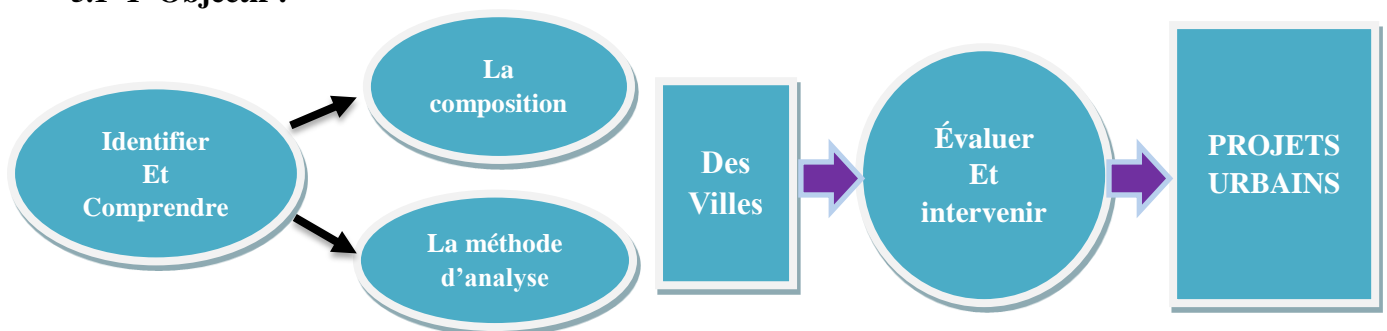 Identifier
Et
Comprendre
La
composition
La méthode
d'analyse
Des
Villes
Évaluer
Et
intervenir
PROJETS
URBAINS